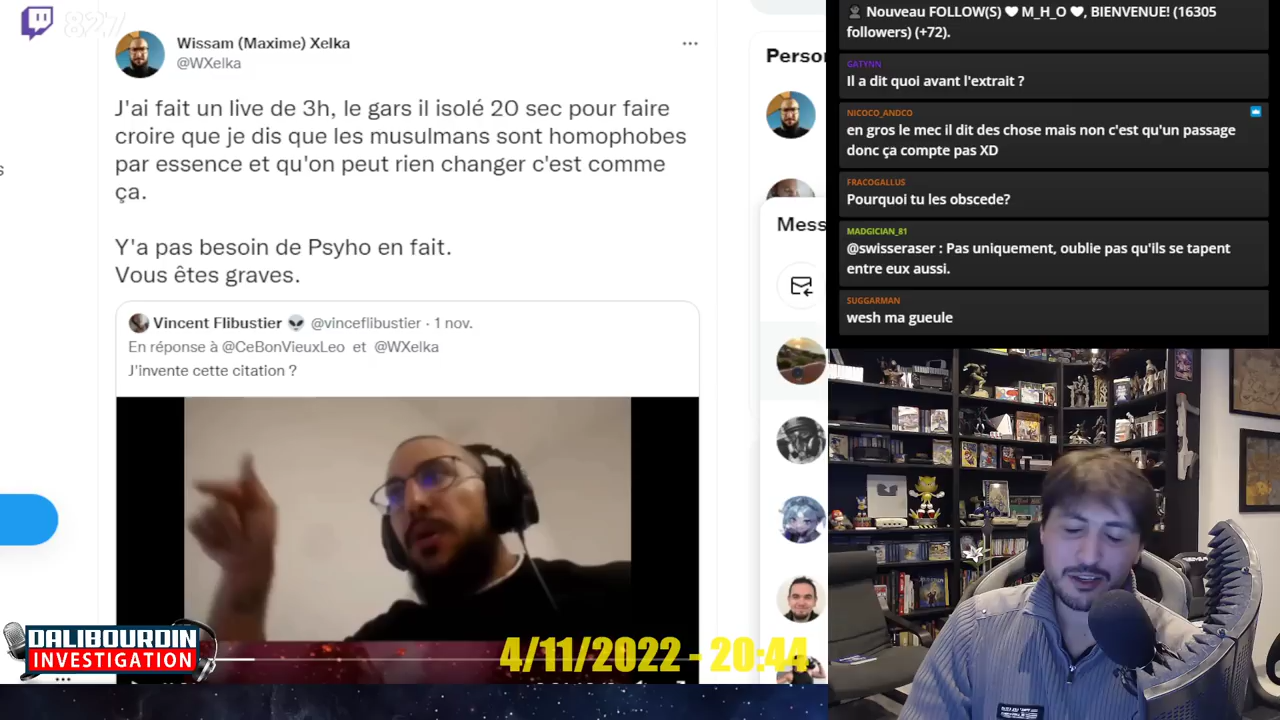 827
Wissam (Maxime) Xelka
@WXelka
J'ai fait un live de 3h, le gars il isolé 20 sec pour faire
croire que je dis que les musulmans sont homophobes
par essence et qu'on peut rien changer c'est comme
ça.
Y'a pas besoin de Psyho en fait.
Vous êtes graves.
Vincent Flibustier 👽 @vinceflibustier · 1 nov.
En réponse à @CeBonVieuxLeo et @WXelka
J'invente cette citation ?
DALIBOURDIN
INVESTIGATION
4/11/2022 - 20:44
Perso
Mess
Nouveau FOLLOW(S) ♥ M_H_O ♥, BIENVENUE! (16305
followers) (+72).
GATYNN
Il a dit quoi avant l'extrait ?
NICOCO_ANDCO
en gros le mec il dit des chose mais non c'est qu'un passage
donc ça compte pas XD
FRACOGALLUS
Pourquoi tu les obscede?
MADGICIAN_81
@swisseraser : Pas uniquement, oublie pas qu'ils se tapent
entre eux aussi.
SUGGARMAN
wesh ma gueule